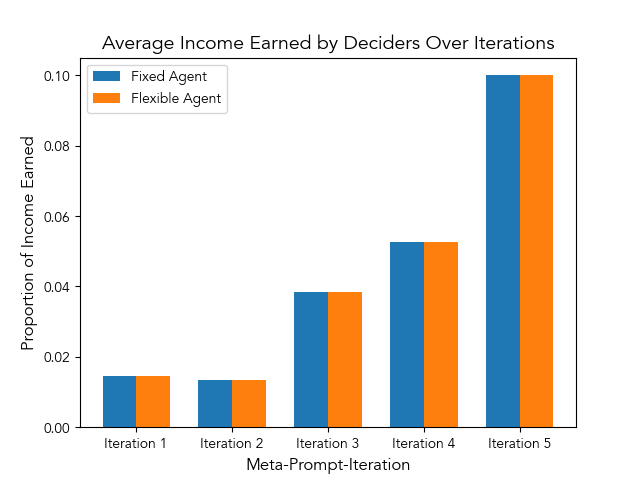 Average Income Earned by Deciders Over Iterations
Fixed Agent
Flexible Agent
Proportion of Income Earned
0.10
0.08
0.06
0.04
0.02
0.00
Iteration 1
Iteration 2
Iteration 3
Iteration 4
Iteration 5
Meta-Prompt-Iteration